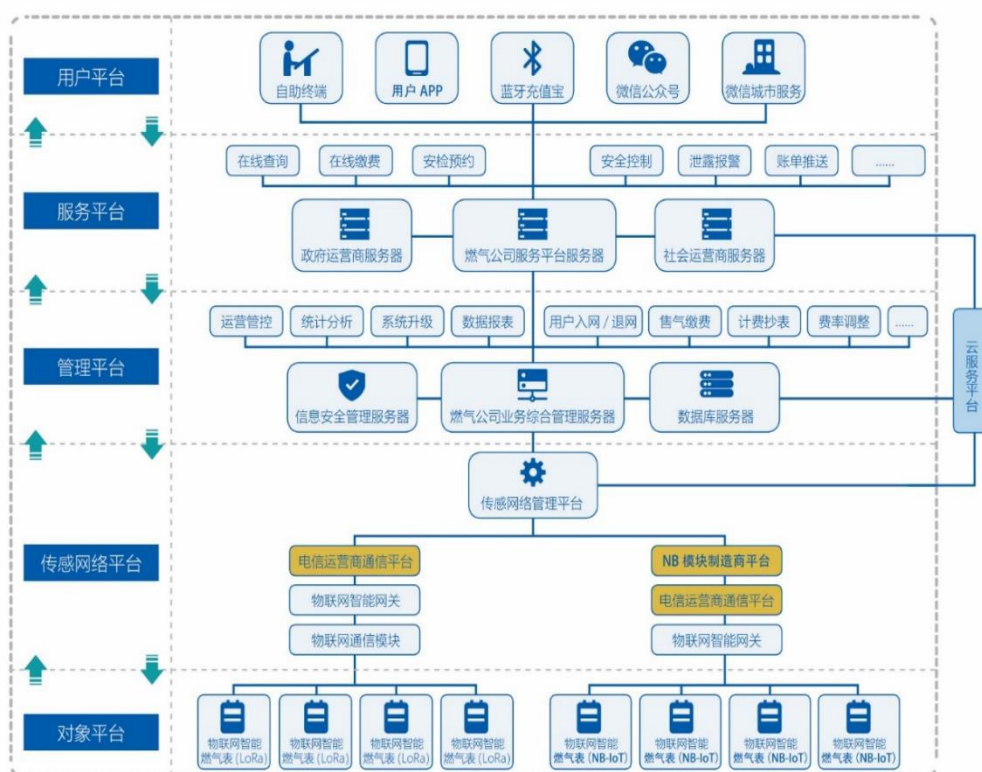 用户平台
自助终端
用户 APP
蓝牙充值宝
微信公众号
微信城市服务
在线查询
在线缴费
安检预约
安全控制
泄露报警
账单推送
......
服务平台
政府运营商服务器
燃气公司服务平台服务器
社会运营商服务器
运营管控
统计分析
系统升级
数据报表
用户入网 / 退网
售气缴费
计费抄表
费率调整
......
云服务平台
管理平台
信息安全管理服务器
燃气公司业务综合管理服务器
数据库服务器
传感网络管理平台
传感网络平台
电信运营商通信平台
物联网智能网关
物联网通信模块
NB 模块制造商平台
电信运营商通信平台
物联网智能网关
对象平台
物联网智能
燃气表 (LoRa)
物联网智能
燃气表 (LoRa)
物联网智能
燃气表 (LoRa)
物联网智能
燃气表 (LoRa)
物联网智能
燃气表 (NB-IoT)
物联网智能
燃气表 (NB-IoT)
物联网智能
燃气表 (NB-IoT)
物联网智能
燃气表 (NB-IoT)